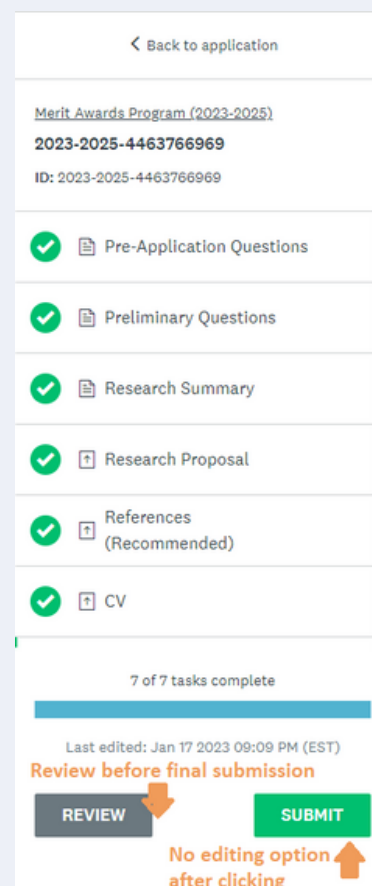 Back to application
Merit Awards Program (2023-2025)
2023-2025-4463766969
ID: 2023-2025-4463766969
Pre-Application Questions
Preliminary Questions
Research Summary
Research Proposal
References
(Recommended)
CV
7 of 7 tasks complete
Last edited: Jan 17 2023 09:09 PM (EST)
Review before final submission
REVIEW
SUBMIT
No editing option
after clicking